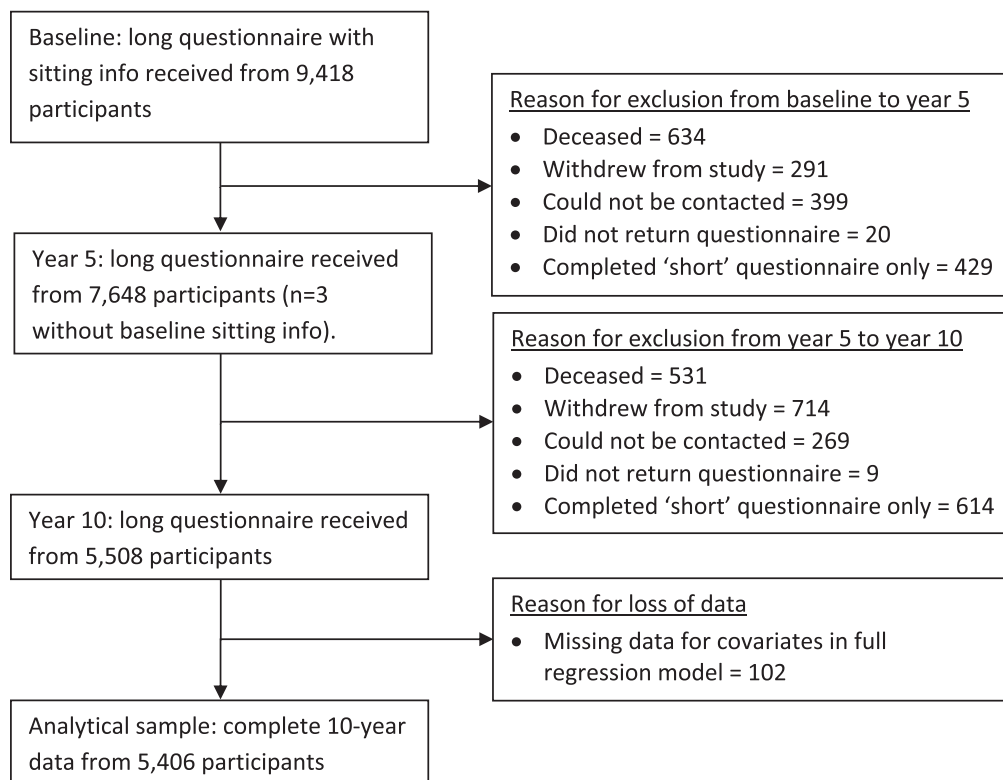 Baseline: long questionnaire with
sitting info received from 9,418
participants
Reason for exclusion from baseline to year 5
• Deceased = 634
• Withdrew from study = 291
• Could not be contacted = 399
• Did not return questionnaire = 20
• Completed ‘short’ questionnaire only = 429
Year 5: long questionnaire received
from 7,648 participants (n=3
without baseline sitting info).
Reason for exclusion from year 5 to year 10
• Deceased = 531
• Withdrew from study = 714
• Could not be contacted = 269
• Did not return questionnaire = 9
• Completed ‘short’ questionnaire only = 614
Year 10: long questionnaire received
from 5,508 participants
Reason for loss of data
• Missing data for covariates in full
regression model = 102
Analytical sample: complete 10-year
data from 5,406 participants